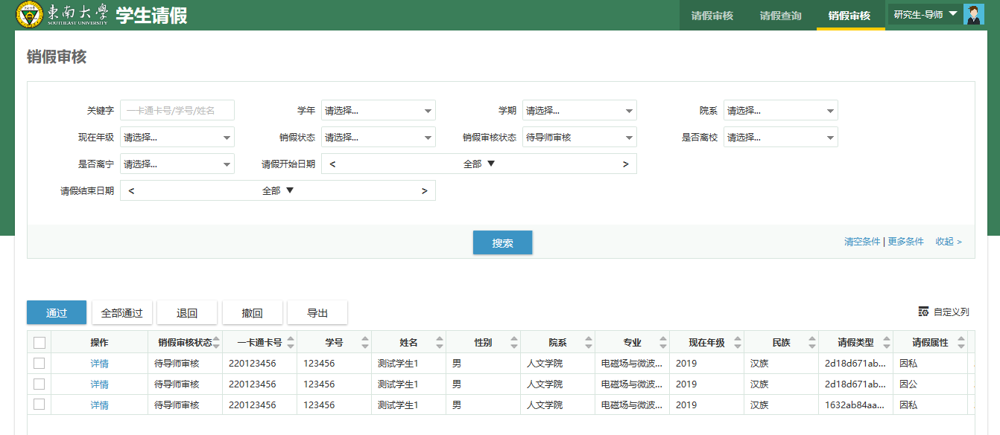 東南大學 学生请假 请假审核 请假查询 销假审核 研究生-导师
SOUTHEAST UNIVERSITY
销假审核
关键字 一卡通卡号/学号/姓名 学年 请选择... 学期 请选择... 院系 请选择...
现在年级 请选择... 销假状态 请选择... 销假审核状态 待导师审核 是否离校 请选择...
是否离宁 请选择... 请假开始日期 < 全部 ▼ >
请假结束日期 < 全部 ▼ >
搜索 清空条件 | 更多条件 收起 >
通过 全部通过 退回 撤回 导出 自定义列
操作 销假审核状态 一卡通卡号 学号 姓名 性别 院系 专业 现在年级 民族 请假类型 请假属性
详情 待导师审核 220123456 123456 测试学生1 男 人文学院 电磁场与微波... 2019 汉族 2d18d671ab... 因私
详情 待导师审核 220123456 123456 测试学生1 男 人文学院 电磁场与微波... 2019 汉族 2d18d671ab... 因公
详情 待导师审核 220123456 123456 测试学生1 男 人文学院 电磁场与微波... 2019 汉族 1632ab84aa... 因私